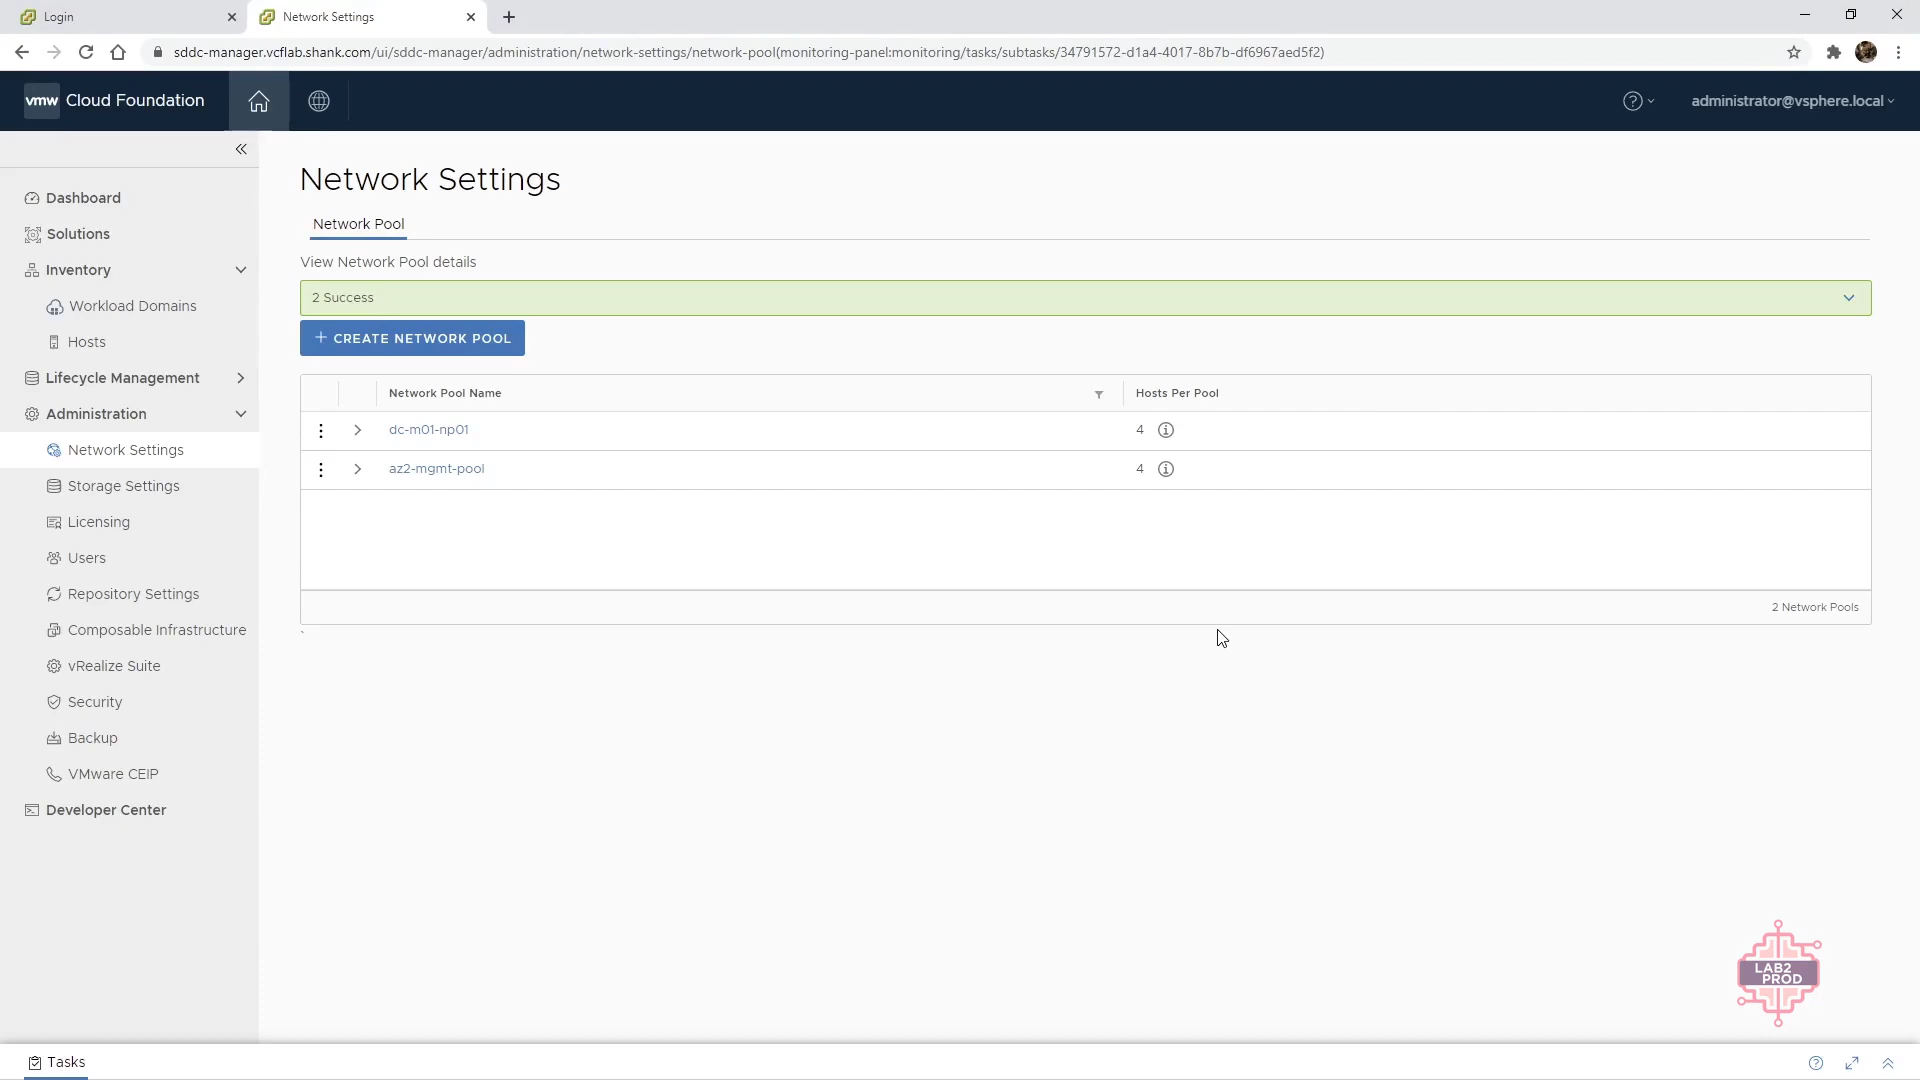 Login
Network Settings
sddc-manager.vcflab.shank.com/ui/sddc-manager/administration/network-settings/network-pool(monitoring-panel:monitoring/tasks/subtasks/34791572-d1a4-4017-8b7b-df6967aed5f2)
vmw Cloud Foundation
administrator@vsphere.local
Dashboard
Solutions
Inventory
Workload Domains
Hosts
Lifecycle Management
Administration
Network Settings
Storage Settings
Licensing
Users
Repository Settings
Composable Infrastructure
vRealize Suite
Security
Backup
VMware CEIP
Developer Center
Network Settings
Network Pool
View Network Pool details
2 Success
+ CREATE NETWORK POOL
Network Pool Name Hosts Per Pool
dc-m01-np01 4
az2-mgmt-pool 4
2 Network Pools
LAB2
PROD
Tasks